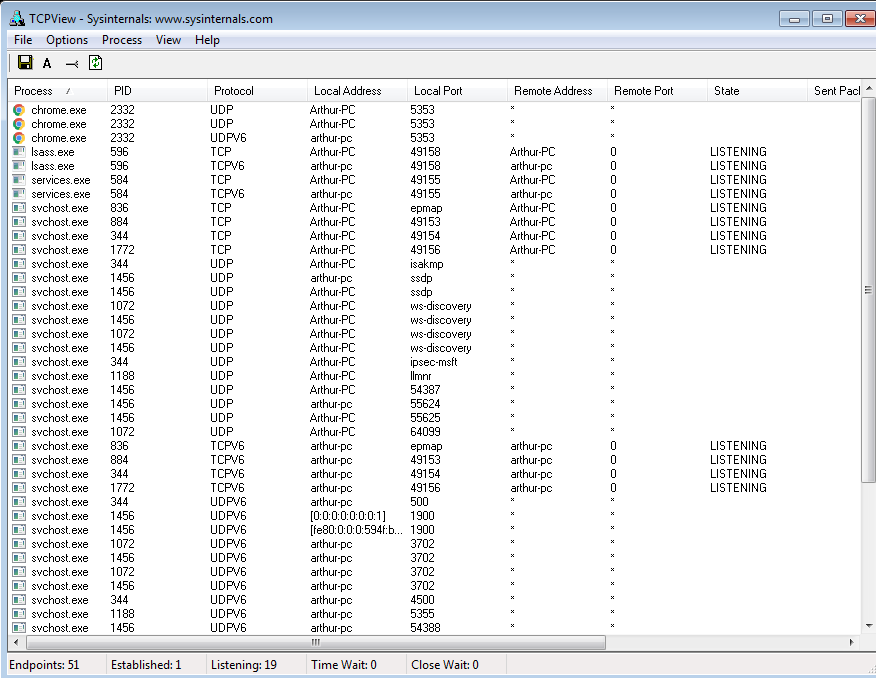 TCPView - Sysinternals: www.sysinternals.com
File Options Process View Help
A
Process / PID Protocol Local Address Local Port Remote Address Remote Port State Sent Pack
chrome.exe 2332 UDP Arthur-PC 5353 * *
chrome.exe 2332 UDP Arthur-PC 5353 * *
chrome.exe 2332 UDPV6 arthur-pc 5353 * *
lsass.exe 596 TCP Arthur-PC 49158 Arthur-PC 0 LISTENING
lsass.exe 596 TCPV6 arthur-pc 49158 arthur-pc 0 LISTENING
services.exe 584 TCP Arthur-PC 49155 Arthur-PC 0 LISTENING
services.exe 584 TCPV6 arthur-pc 49155 arthur-pc 0 LISTENING
svchost.exe 836 TCP Arthur-PC epmap Arthur-PC 0 LISTENING
svchost.exe 884 TCP Arthur-PC 49153 Arthur-PC 0 LISTENING
svchost.exe 344 TCP Arthur-PC 49154 Arthur-PC 0 LISTENING
svchost.exe 1772 TCP Arthur-PC 49156 Arthur-PC 0 LISTENING
svchost.exe 344 UDP Arthur-PC isakmp * *
svchost.exe 1456 UDP arthur-pc ssdp * *
svchost.exe 1456 UDP Arthur-PC ssdp * *
svchost.exe 1072 UDP Arthur-PC ws-discovery * *
svchost.exe 1456 UDP Arthur-PC ws-discovery * *
svchost.exe 1072 UDP Arthur-PC ws-discovery * *
svchost.exe 1456 UDP Arthur-PC ws-discovery * *
svchost.exe 344 UDP Arthur-PC ipsec-msft * *
svchost.exe 1188 UDP Arthur-PC llmnr * *
svchost.exe 1456 UDP Arthur-PC 54387 * *
svchost.exe 1456 UDP arthur-pc 55624 * *
svchost.exe 1456 UDP Arthur-PC 55625 * *
svchost.exe 1072 UDP Arthur-PC 64099 * *
svchost.exe 836 TCPV6 arthur-pc epmap arthur-pc 0 LISTENING
svchost.exe 884 TCPV6 arthur-pc 49153 arthur-pc 0 LISTENING
svchost.exe 344 TCPV6 arthur-pc 49154 arthur-pc 0 LISTENING
svchost.exe 1772 TCPV6 arthur-pc 49156 arthur-pc 0 LISTENING
svchost.exe 344 UDPV6 arthur-pc 500 * *
svchost.exe 1456 UDPV6 [0:0:0:0:0:0:0:1] 1900 * *
svchost.exe 1456 UDPV6 [fe80:0:0:0:594f:b... 1900 * *
svchost.exe 1072 UDPV6 arthur-pc 3702 * *
svchost.exe 1456 UDPV6 arthur-pc 3702 * *
svchost.exe 1072 UDPV6 arthur-pc 3702 * *
svchost.exe 1456 UDPV6 arthur-pc 3702 * *
svchost.exe 344 UDPV6 arthur-pc 4500 * *
svchost.exe 1188 UDPV6 arthur-pc 5355 * *
svchost.exe 1456 UDPV6 arthur-pc 54388 * *
Endpoints: 51 Established: 1 Listening: 19 Time Wait: 0 Close Wait: 0